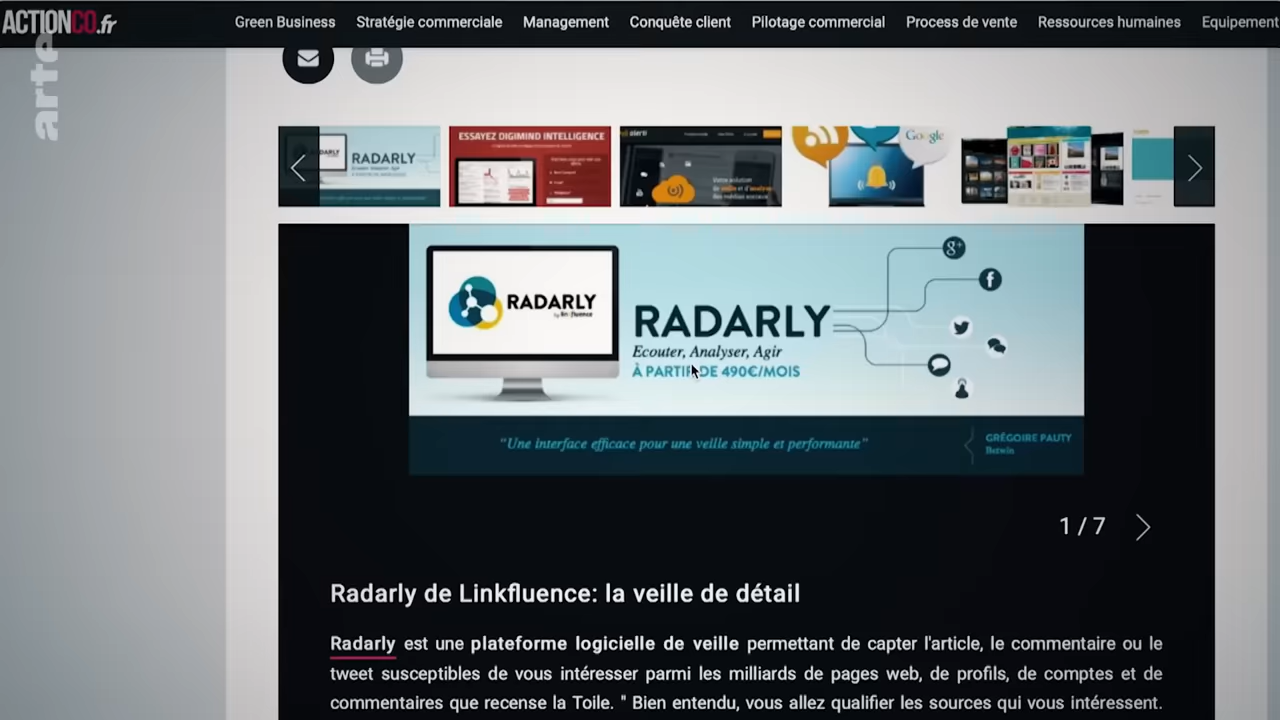 ACTIONCO.fr
Green Business Stratégie commerciale Management Conquête client Pilotage commercial Process de vente Ressources humaines Equipement
arte
RADARLY
ESSAYEZ DIGIMIND INTELLIGENCE
Google
RADARLY
by linkfluence
RADARLY
Ecouter, Analyser, Agir
À PARTIR DE 490€/MOIS
g+
f
"Une interface efficace pour une veille simple et performante"
GRÉGOIRE PAUTY
Betwin
1 / 7
Radarly de Linkfluence: la veille de détail
Radarly est une plateforme logicielle de veille permettant de capter l'article, le commentaire ou le
tweet susceptibles de vous intéresser parmi les milliards de pages web, de profils, de comptes et de
commentaires que recense la Toile. " Bien entendu, vous allez qualifier les sources qui vous intéressent.